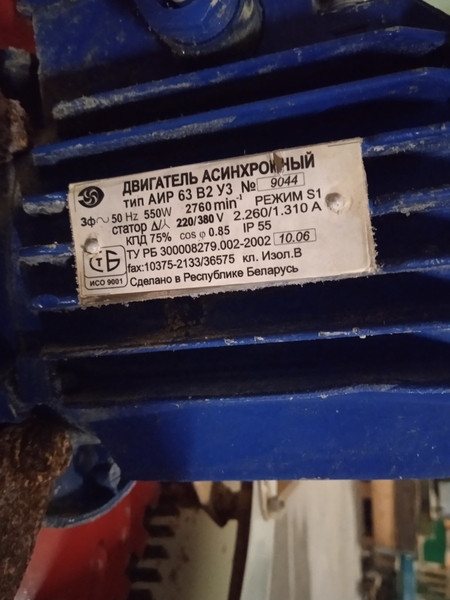 ДВИГАТЕЛЬ АСИНХРОННЫЙ
тип АИР 63 В2 У3 № 9044
3ф ~ 50 Hz 550W 2760 min⁻¹ РЕЖИМ S1
статор Δ/⅄ 220/380 V 2.260/1.310 A
КПД 75% cos φ 0.85 IP 55
ТУ РБ 300008279.002-2002 10.06
fax:10375-2133/36575 кл. Изол.В
ИСО 9001 Сделано в Республике Беларусь